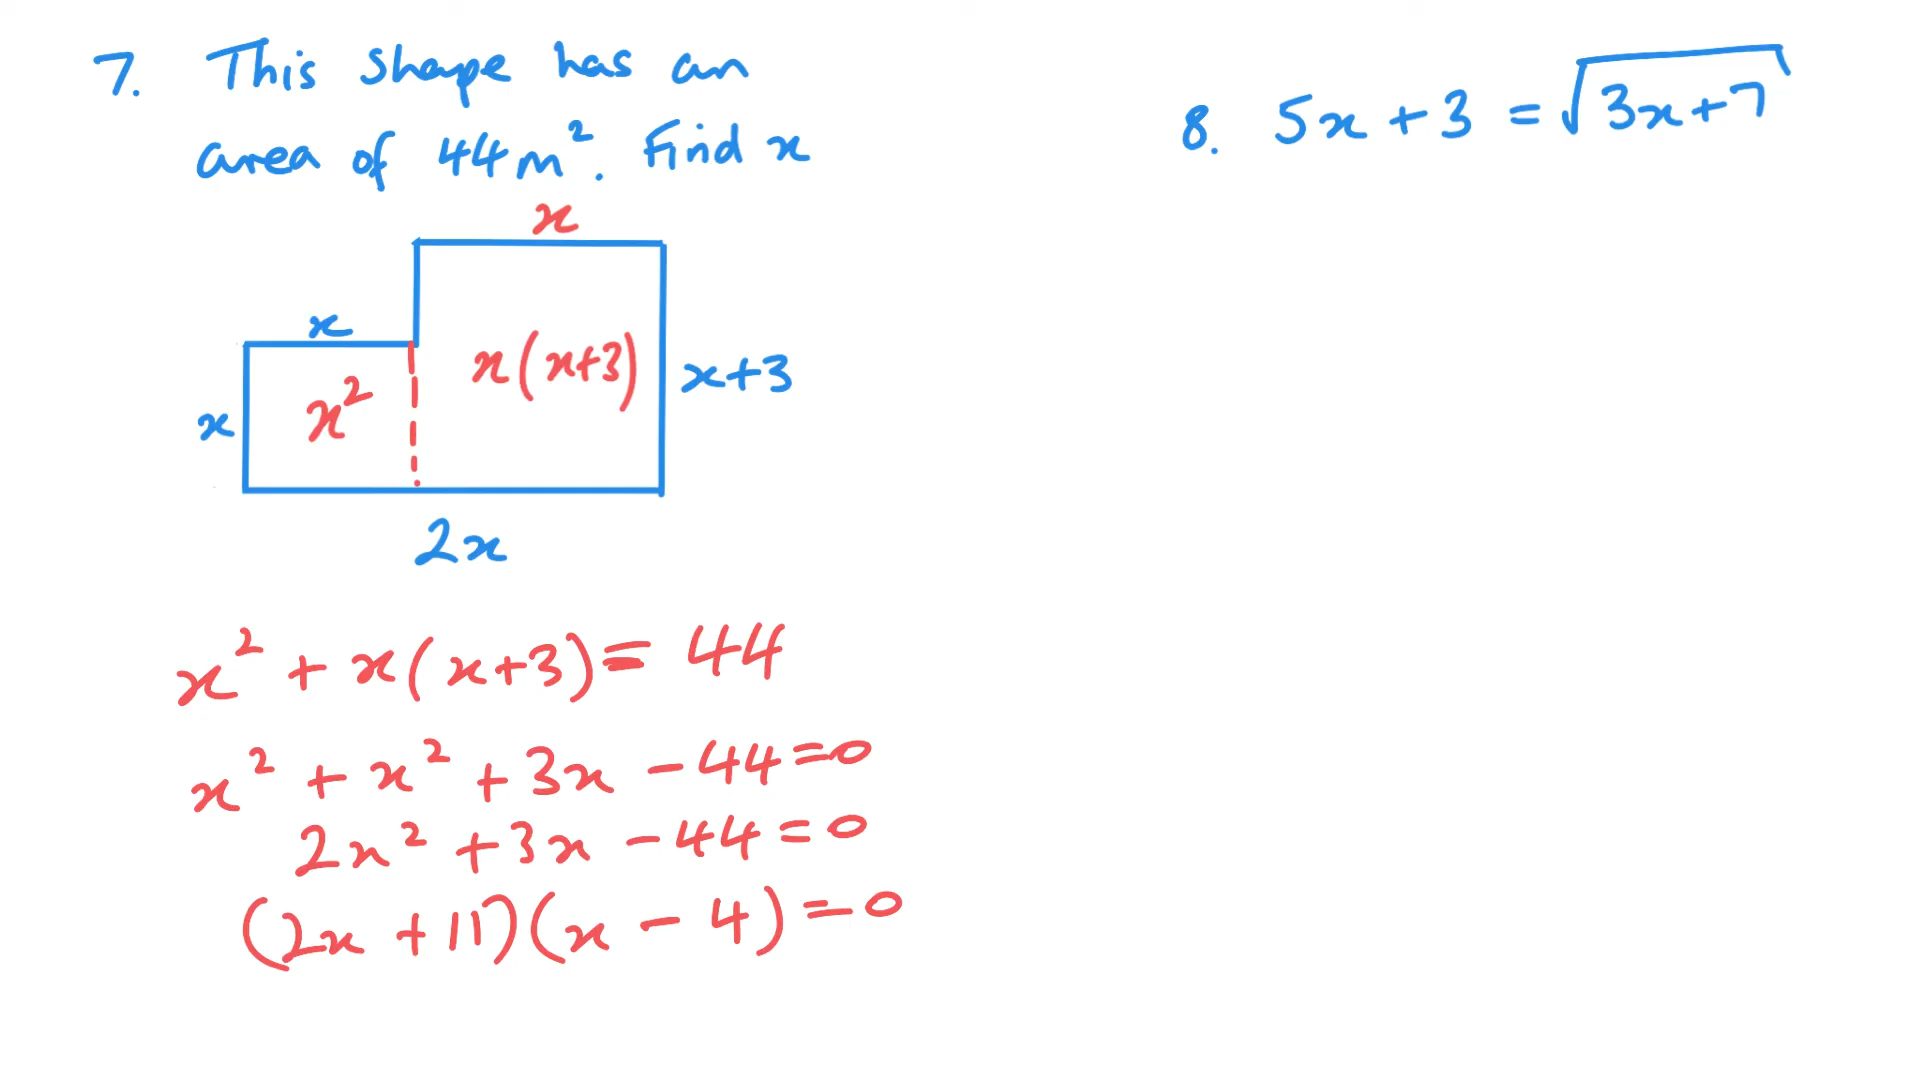 7. This shape has an
area of 44m². Find x
x
x
x² x(x+3) x+3
x
2x
x² + x(x+3) = 44
x² + x² + 3x - 44 = 0
2x² + 3x - 44 = 0
(2x + 11)(x - 4) = 0
8. 5x + 3 = √(3x+7)